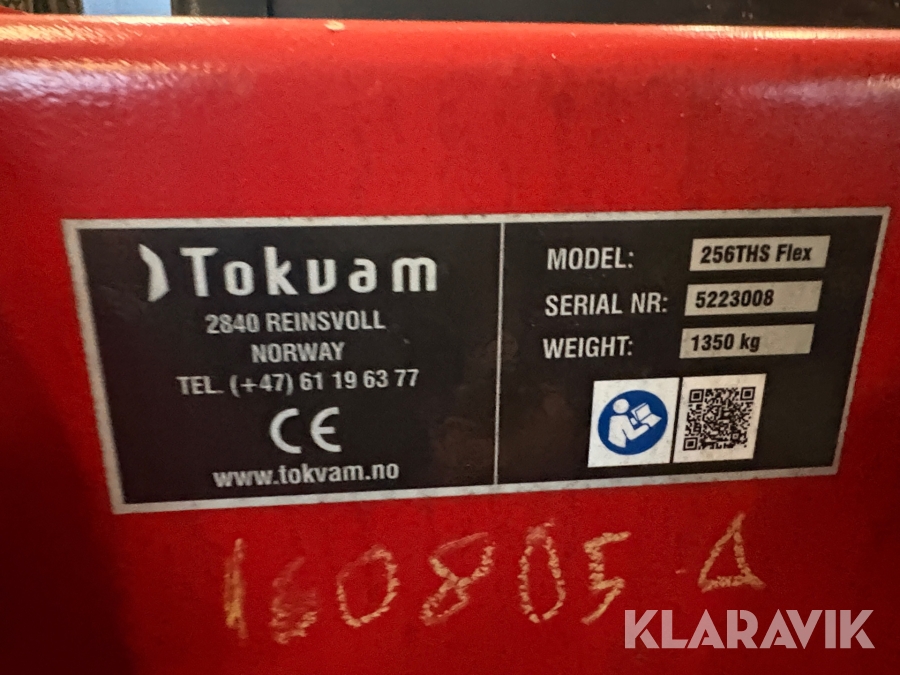 Tokvam
2840 REINSVOLL
NORWAY
TEL. (+47) 61 19 63 77
CE
www.tokvam.no
MODEL: 256THS Flex
SERIAL NR: 5223008
WEIGHT: 1350 kg
160805 Δ
KLARAVIK